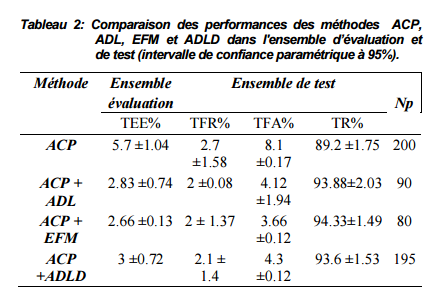 Tableau 2: Comparaison des performances des méthodes ACP,
ADL, EFM et ADLD dans l'ensemble d'évaluation et
de test (intervalle de confiance paramétrique à 95%).
Méthode Ensemble Ensemble de test Np
évaluation
TEE% TFR% TFA% TR%
ACP 5.7 ±1.04 2.7 8.1 89.2 ±1.75 200
±1.58 ±0.17
ACP + 2.83 ±0.74 2 ±0.08 4.12 93.88±2.03 90
ADL ±1.94
ACP + 2.66 ±0.13 2 ± 1.37 3.66 94.33±1.49 80
EFM ±0.12
ACP 3 ±0.72 2.1 ± 4.3 93.6 ±1.53 195
+ADLD 1.4 ±0.12